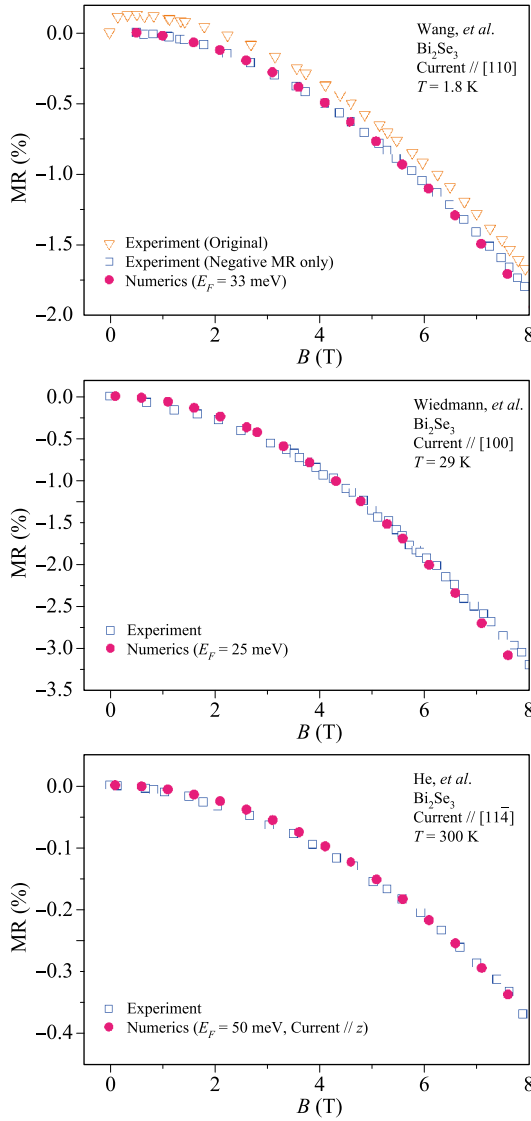 Wang, et al.
Bi2Se3
Current // [110]
T = 1.8 K
0.0
−0.5
−1.0
−1.5
−2.0
MR (%)
Experiment (Original)
Experiment (Negative MR only)
Numerics (EF = 33 meV)
0 2 4 6 8
B (T)
Wiedmann, et al.
Bi2Se3
Current // [100]
T = 29 K
0.0
−0.5
−1.0
−1.5
−2.0
−2.5
−3.0
−3.5
MR (%)
Experiment
Numerics (EF = 25 meV)
0 2 4 6 8
B (T)
He, et al.
Bi2Se3
Current // [114̅]
T = 300 K
0.0
−0.1
−0.2
−0.3
−0.4
MR (%)
Experiment
Numerics (EF = 50 meV, Current // z)
0 2 4 6 8
B (T)